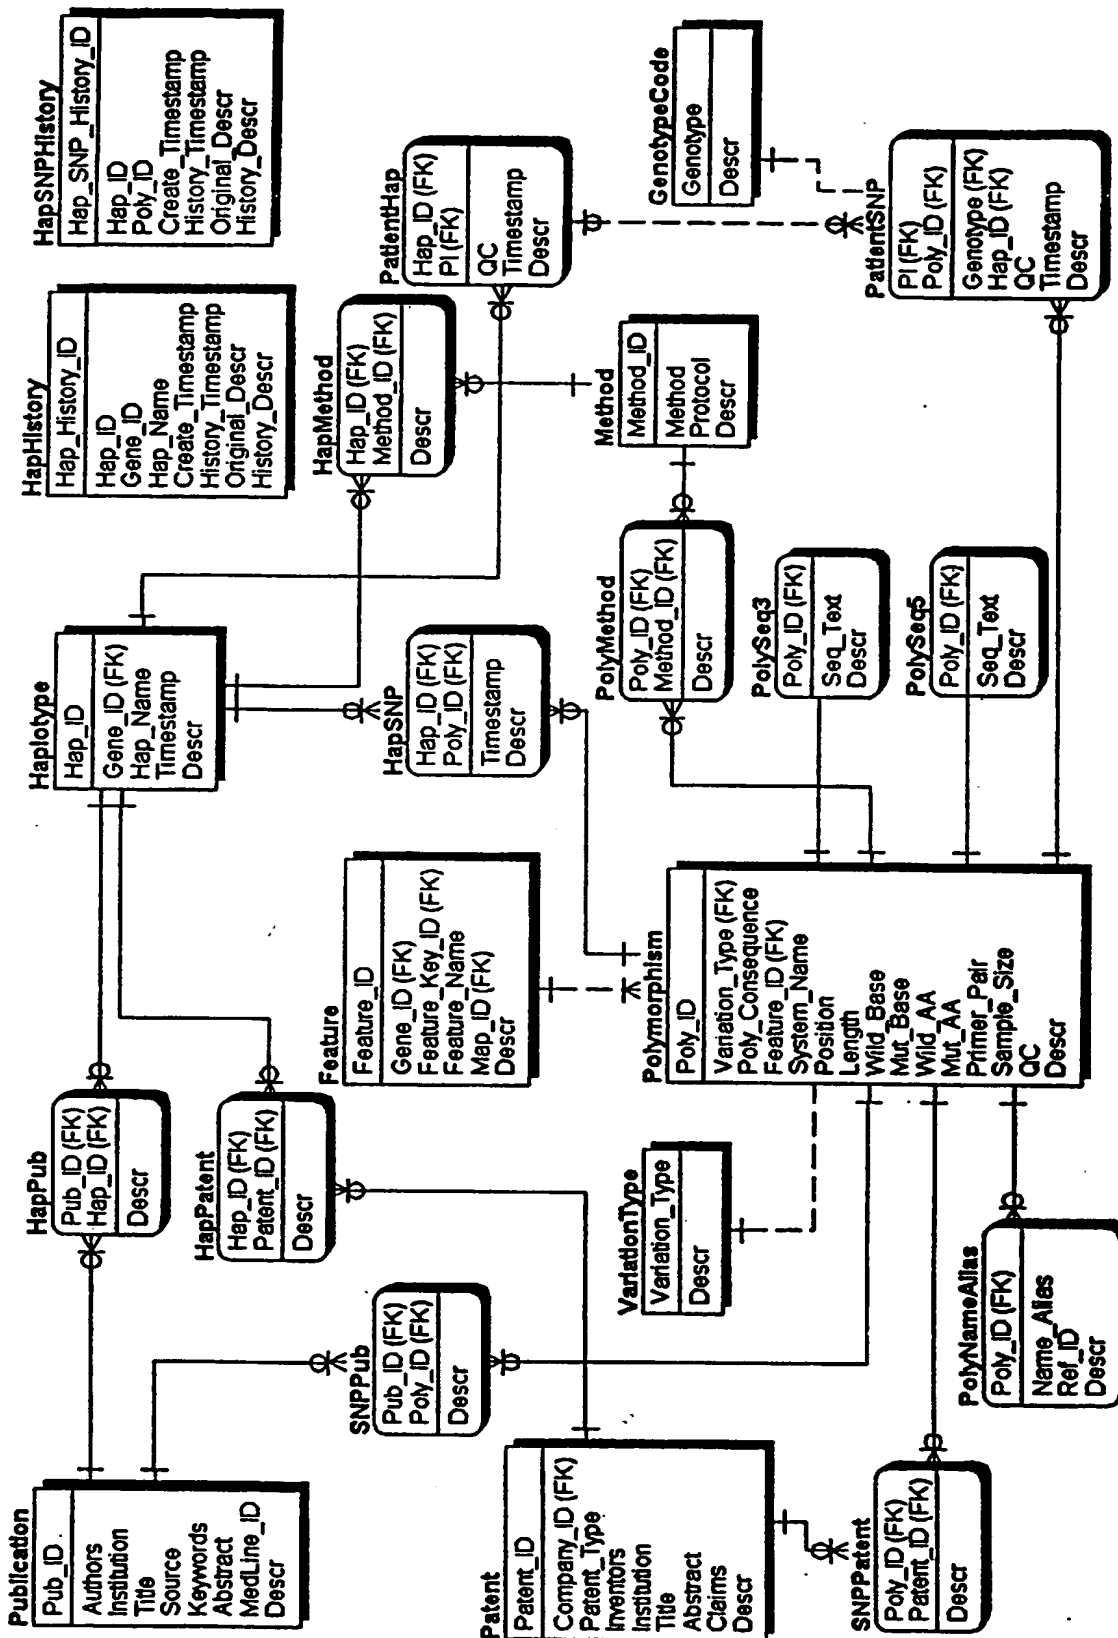 Publication
Pub_ID
Authors
Institution
Title
Source
Keywords
Abstract
MedLine_ID
Descr
HapPub
Pub_ID (FK)
Hap_ID (FK)
Descr
Haplotype
Hap_ID
Gene_ID (FK)
Hap_Name
Timestamp
Descr
HapHistory
Hap_History_ID
Hap_ID
Gene_ID
Hap_Name
Create_Timestamp
History_Timestamp
Original_Descr
History_Descr
HapSNPHistory
Hap_SNP_History_ID
Hap_ID
Poly_ID
Create_Timestamp
History_Timestamp
Original_Descr
History_Descr
HapPatent
Hap_ID (FK)
Patent_ID (FK)
Descr
SNPPub
Pub_ID (FK)
Poly_ID (FK)
Descr
Feature
Feature_ID
Gene_ID (FK)
Feature_Key_ID (FK)
Feature_Name
Map_ID (FK)
Descr
HapSNP
Hap_ID (FK)
Poly_ID (FK)
Timestamp
Descr
HapMethod
Hap_ID (FK)
Method_ID (FK)
Descr
PatientHap
Hap_ID (FK)
PI (FK)
QC
Timestamp
Descr
Patent
Patent_ID
Company_ID (FK)
Patent_Type
Inventors
Institution
Title
Abstract
Claims
Descr
VariationType
Variation_Type
Descr
Polymorphism
Poly_ID
Variation_Type (FK)
Poly_Consequence
Feature_ID (FK)
System_Name
Position
Length
Wild_Base
Mut_Base
Wild_AA
Mut_AA
Primer_Pair
Sample_Size
QC
Descr
PolyMethod
Poly_ID (FK)
Method_ID (FK)
Descr
Method
Method_ID
Method
Protocol
Descr
GenotypeCode
Genotype
Descr
PolySeq3
Poly_ID (FK)
Seq_Text
Descr
PolySeq5
Poly_ID (FK)
Seq_Text
Descr
PatientSNP
PI (FK)
Poly_ID (FK)
Genotype (FK)
Hap_ID (FK)
QC
Timestamp
Descr
SNPPatent
Poly_ID (FK)
Patent_ID (FK)
Descr
PolyNameAlias
Poly_ID (FK)
Name_Alias
Ref_ID
Descr